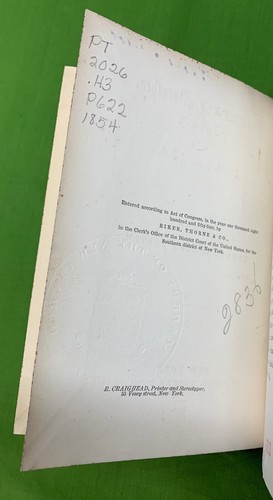 PT
2026
.H3
P622
1854
Entered according to Act of Congress, in the year one thousand eight
hundred and fifty-four, by
RIKER, THORNE & CO.,
In the Clerk's Office of the District Court of the United States, for the
Southern district of New York.
2836
R. CRAIGHEAD, Printer and Stereotyper,
53 Vesey street, New York.